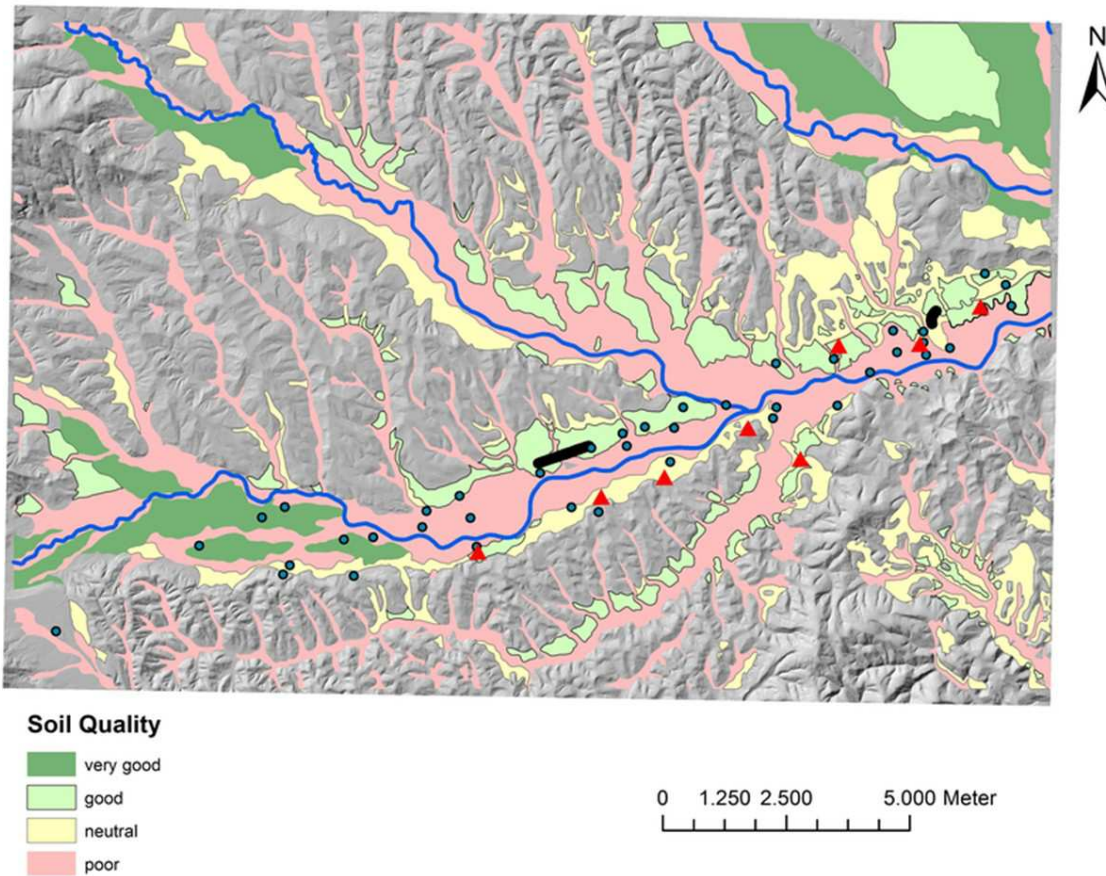 N
Soil Quality
very good
good
neutral
poor
0 1.250 2.500 5.000 Meter